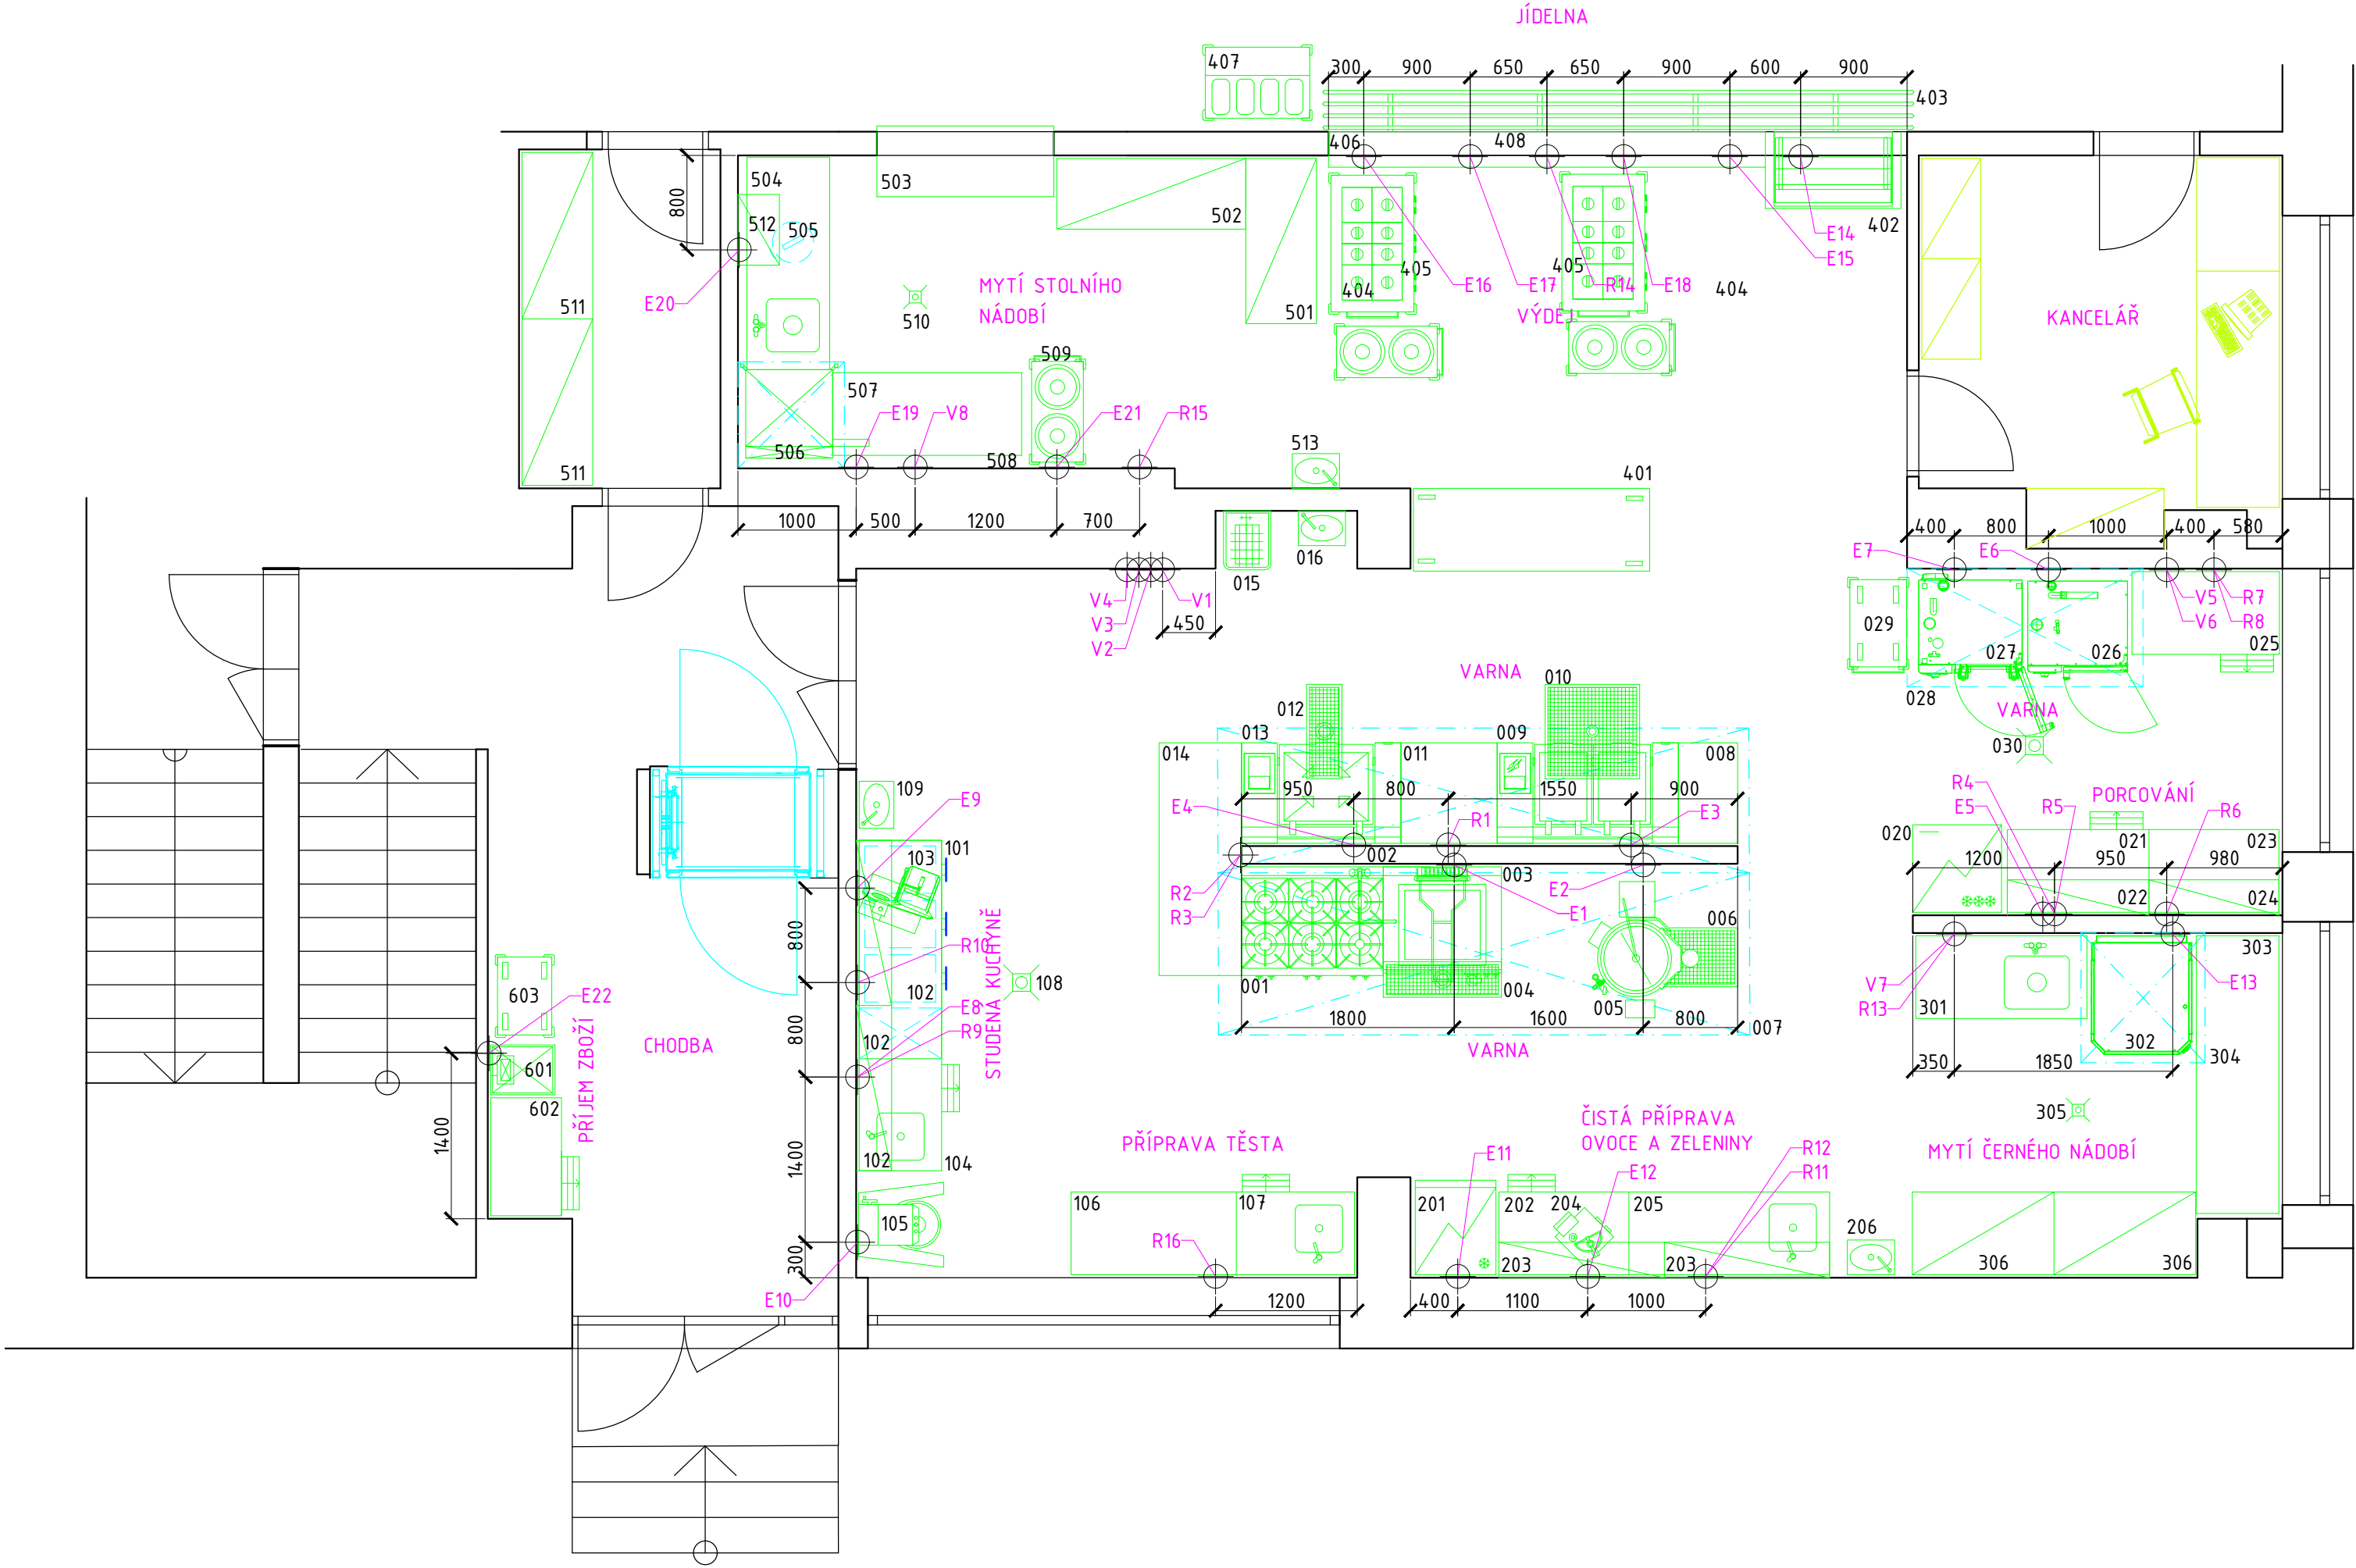 JÍDELNA
407
300
900
650
650
900
600
900
403
406
408
504
503
512
505
502
402
800
E14
E15
E20
MYTÍ STOLNÍHO
NÁDOBÍ
405
405
404
404
E16
E17
R14
E18
VÝDEJ
KANCELÁŘ
511
510
501
509
507
E19
V8
E21
R15
506
508
513
511
401
1000
500
1200
700
016
015
400
800
1000
400
580
E7
E6
V4
V1
V3
V2
450
V5
R7
V6
R8
029
027
026
025
028
VARNA
VARNA
010
012
013
009
014
011
008
030
950
800
1550
900
E4
R1
E3
109
E9
R4
E5
R5
PORCOVÁNÍ
R6
020
021
023
1200
950
980
022
024
101
103
002
003
E2
R2
R3
E1
006
800
R10
STUDENÁ KUCHYNĚ
102
108
001
004
005
007
1800
1600
800
303
V7
R13
E13
301
302
304
350
1850
603
E22
E8
R9
CHODBA
800
102
VARNA
601
602
PŘÍJEM ZBOŽÍ
1400
305
102
104
1400
PŘÍPRAVA TĚSTA
ČISTÁ PŘÍPRAVA
OVOCE A ZELENINY
R12
R11
E11
E12
MYTÍ ČERNÉHO NÁDOBÍ
105
106
107
201
202
204
205
206
R16
300
203
203
306
306
E10
1200
400
1100
1000